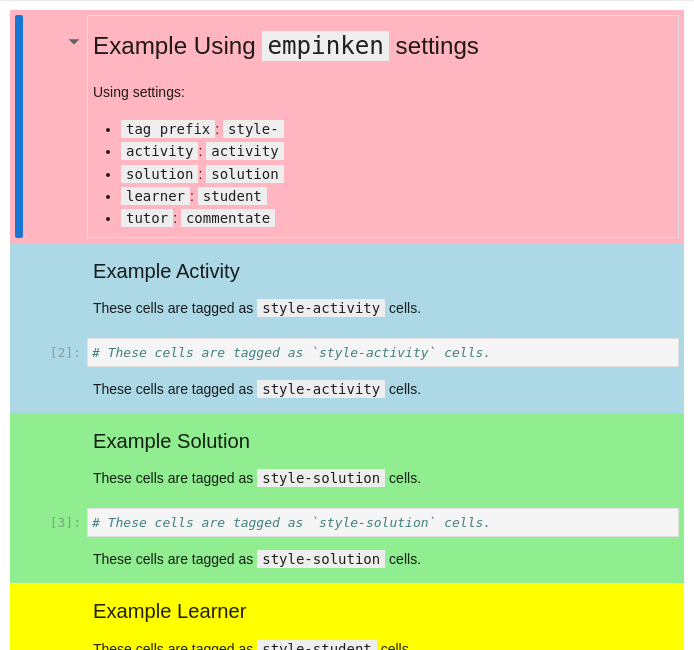 Example Using empinken settings
Using settings:
• tag prefix: style-
• activity: activity
• solution: solution
• learner: student
• tutor: commentate
Example Activity
These cells are tagged as style-activity cells.
[2]: # These cells are tagged as `style-activity` cells.
These cells are tagged as style-activity cells.
Example Solution
These cells are tagged as style-solution cells.
[3]: # These cells are tagged as `style-solution` cells.
These cells are tagged as style-solution cells.
Example Learner
These cells are tagged as style-student cells.